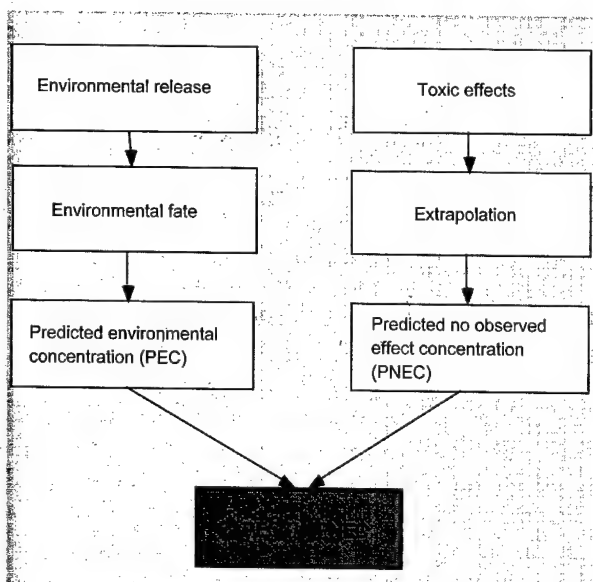 Environmental release
Toxic effects
Environmental fate
Extrapolation
Predicted environmental
concentration (PEC)
Predicted no observed
effect concentration
(PNEC)